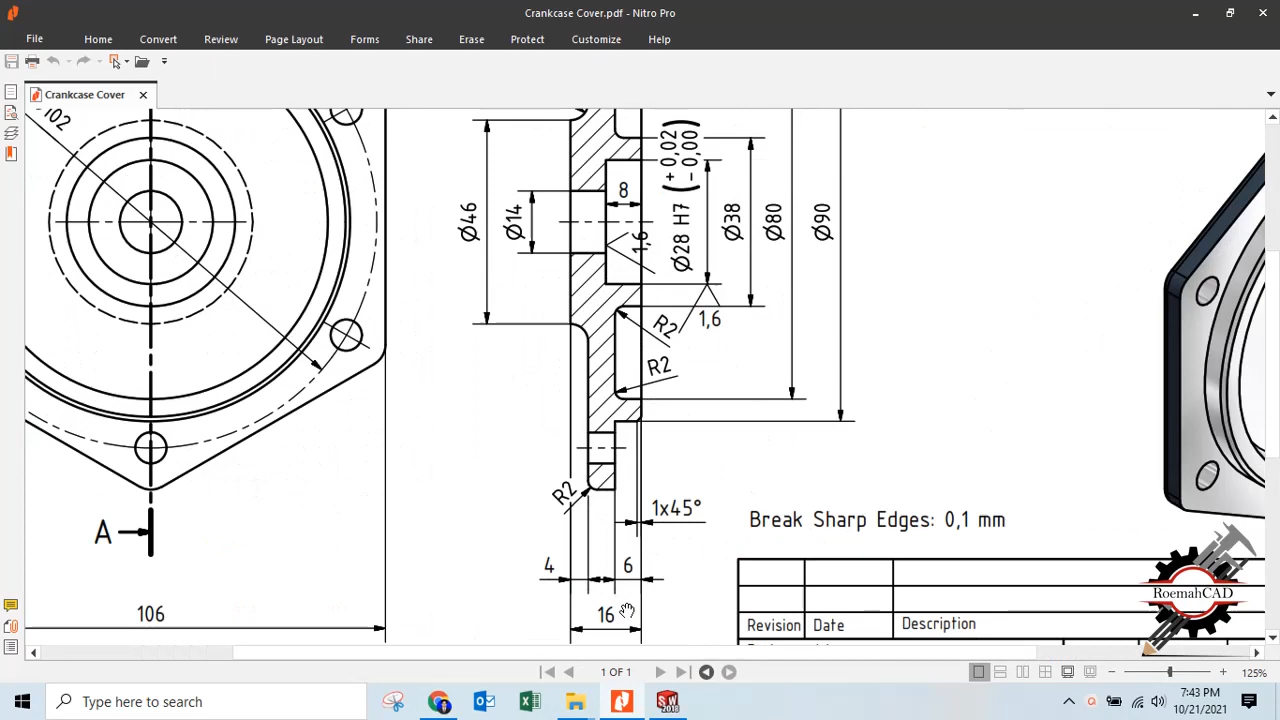 Crankcase Cover.pdf - Nitro Pro
File Home Convert Review Page Layout Forms Share Erase Protect Customize Help
Crankcase Cover
102
+ 0,02
- 0,00
8
Ø46
Ø14
1,6
Ø28 H7
Ø38
Ø80
Ø90
R2
1,6
R2
R2
1x45°
A
Break Sharp Edges: 0,1 mm
4
6
RoemahCAD
106
16
Revision Date Description
1 OF 1
125%
Type here to search
SW
2018
7:43 PM
10/21/2021